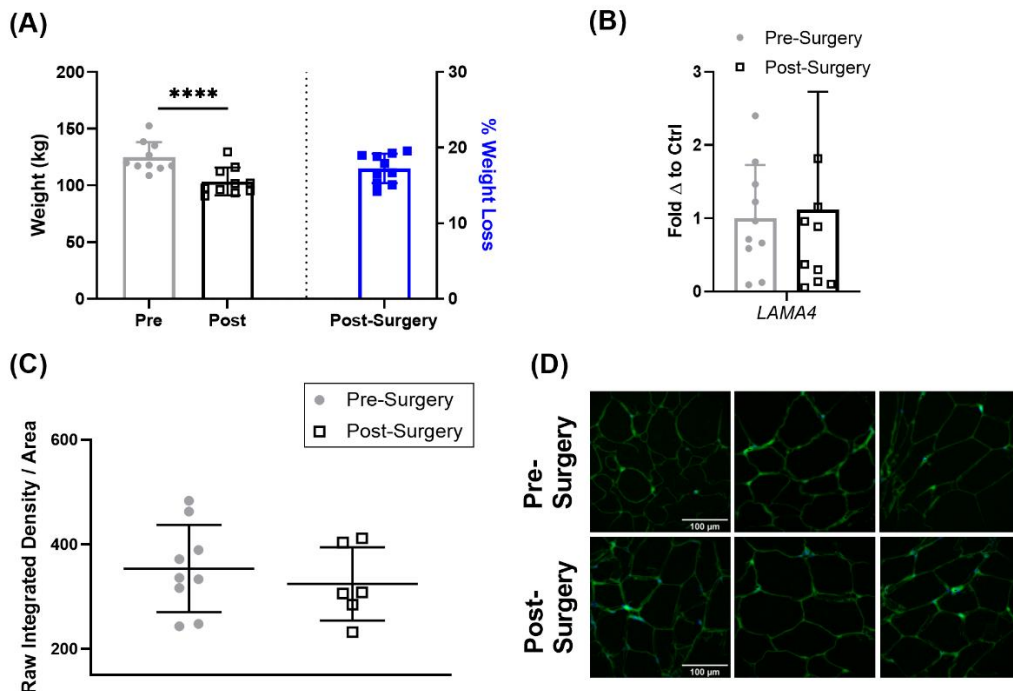 (A)
200
150
100
50
0
Weight (kg)
****
Pre
Post
Post-Surgery
30
20
10
0
% Weight Loss
(B)
Pre-Surgery
Post-Surgery
3
2
1
0
Fold Δ to Ctrl
LAMA4
(C)
Pre-Surgery
Post-Surgery
600
400
200
Raw Integrated Density / Area
(D)
Pre-
Surgery
100 µm
Post-
Surgery
100 µm